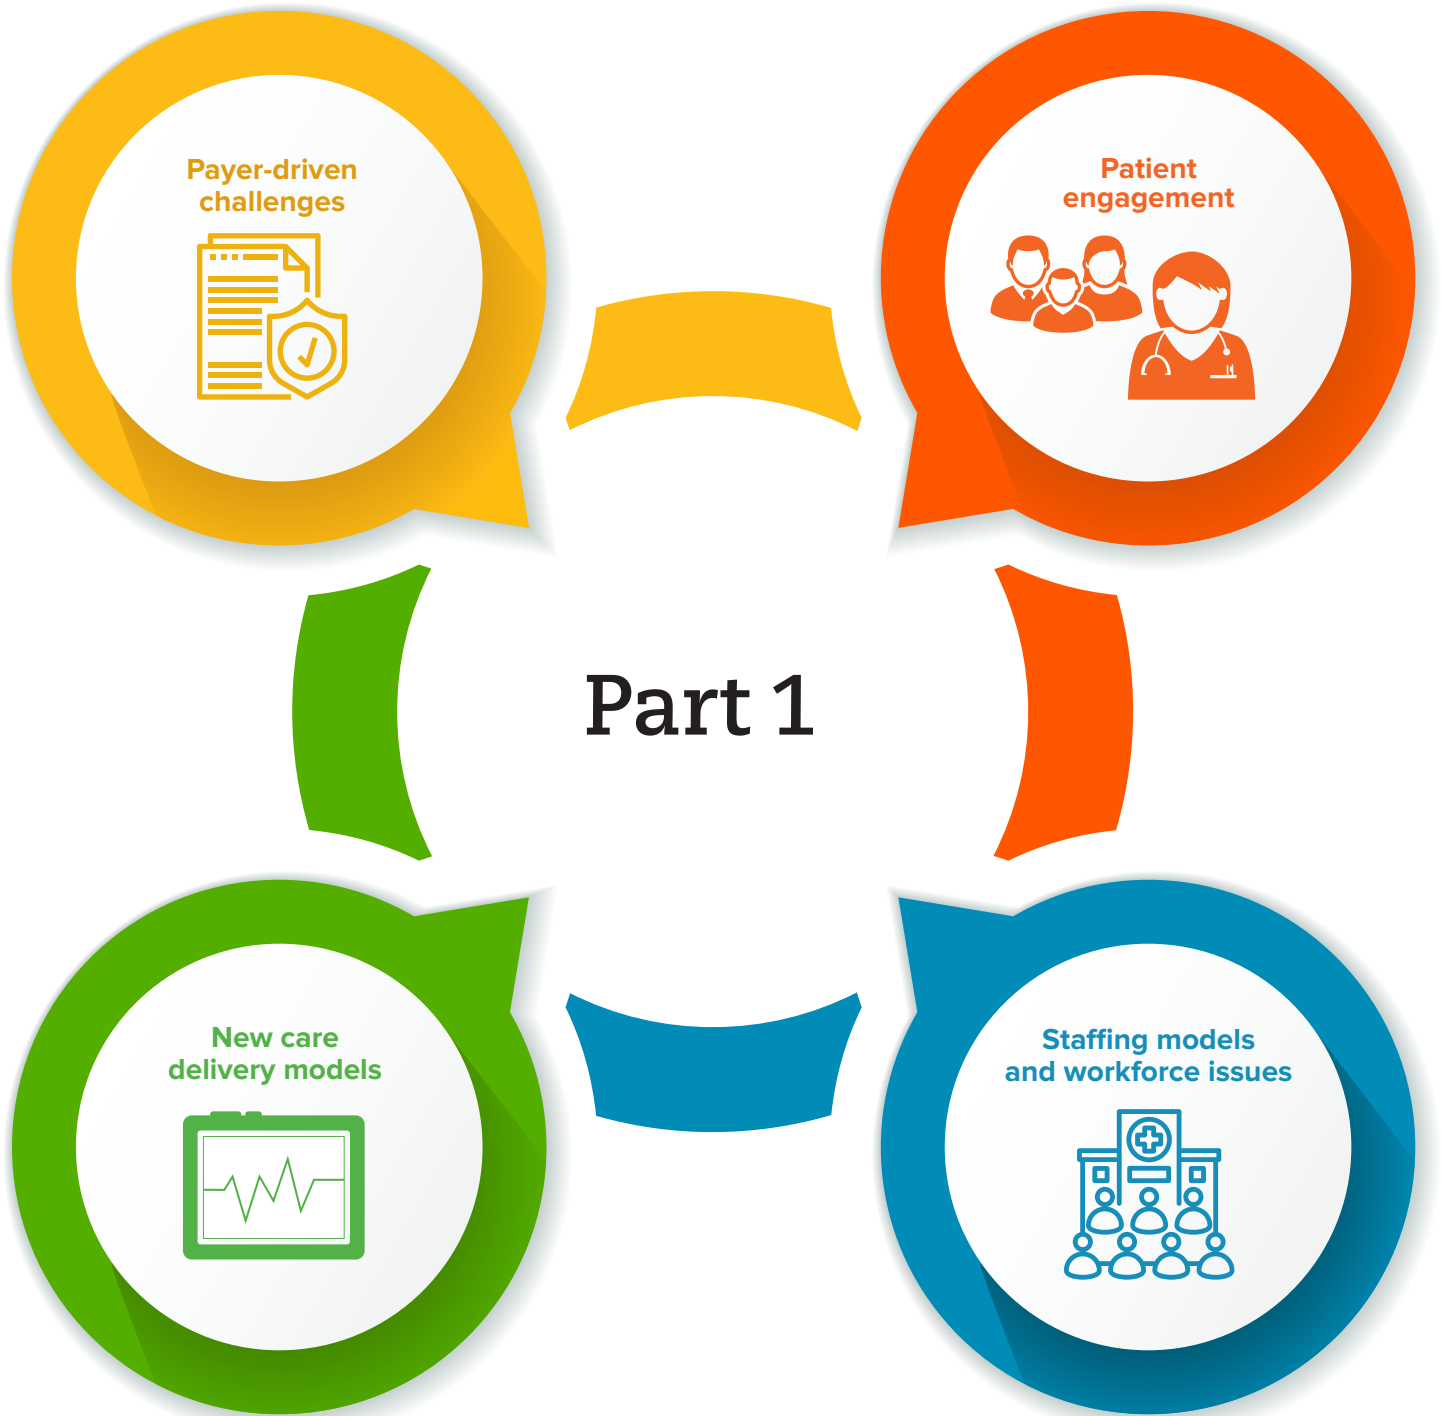 Payer-driven
challenges
Patient
engagement
Part 1
New care
delivery models
Staffing models
and workforce issues